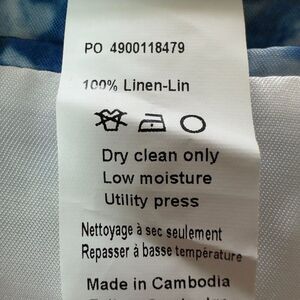 PO 4900118479
100% Linen-Lin
Dry clean only
Low moisture
Utility press
Nettoyage à sec seulement
Repasser à basse température
Made in Cambodia